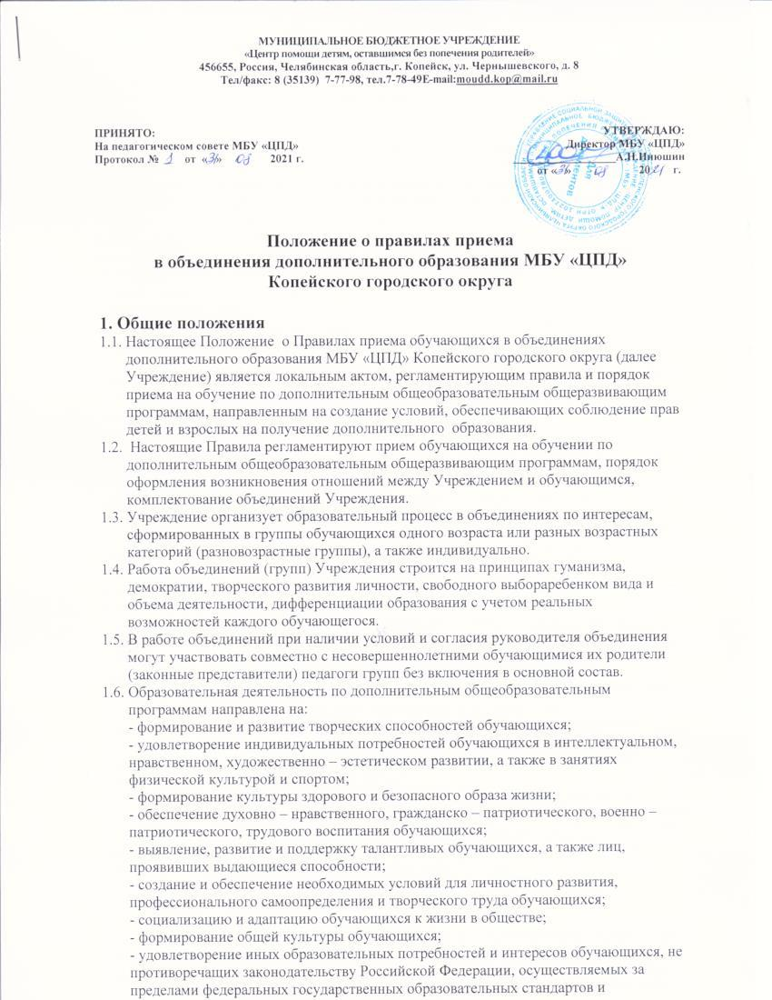 МУНИЦИПАЛЬНОЕ БЮДЖЕТНОЕ УЧРЕЖДЕНИЕ
«Центр помощи детям, оставшимся без попечения родителей»
456655, Россия, Челябинская область,г. Копейск, ул. Чернышевского, д. 8
Тел/факс: 8 (35139) 7-77-98, тел.7-78-49E-mail:moudd.kop@mail.ru
ПРИНЯТО:
На педагогическом совете МБУ «ЦПД»
Протокол № 1 от «31» 08 2021 г.
УТВЕРЖДАЮ:
Директор МБУ «ЦПД»
А.Н.Инюшин
от «31» 08 2021 г.
Для документов
Положение о правилах приема
в объединения дополнительного образования МБУ «ЦПД»
Копейского городского округа
1. Общие положения
1.1. Настоящее Положение о Правилах приема обучающихся в объединениях
дополнительного образования МБУ «ЦПД» Копейского городского округа (далее
Учреждение) является локальным актом, регламентирующим правила и порядок
приема на обучение по дополнительным общеобразовательным общеразвивающим
программам, направленным на создание условий, обеспечивающих соблюдение прав
детей и взрослых на получение дополнительного образования.
1.2. Настоящие Правила регламентируют прием обучающихся на обучении по
дополнительным общеобразовательным общеразвивающим программам, порядок
оформления возникновения отношений между Учреждением и обучающимся,
комплектование объединений Учреждения.
1.3. Учреждение организует образовательный процесс в объединениях по интересам,
сформированных в группы обучающихся одного возраста или разных возрастных
категорий (разновозрастные группы), а также индивидуально.
1.4. Работа объединений (групп) Учреждения строится на принципах гуманизма,
демократии, творческого развития личности, свободного выбораребенком вида и
объема деятельности, дифференциации образования с учетом реальных
возможностей каждого обучающегося.
1.5. В работе объединений при наличии условий и согласия руководителя объединения
могут участвовать совместно с несовершеннолетними обучающимися их родители
(законные представители) педагоги групп без включения в основной состав.
1.6. Образовательная деятельность по дополнительным общеобразовательным
программам направлена на:
- формирование и развитие творческих способностей обучающихся;
- удовлетворение индивидуальных потребностей обучающихся в интеллектуальном,
нравственном, художественно – эстетическом развитии, а также в занятиях
физической культурой и спортом;
- формирование культуры здорового и безопасного образа жизни;
- обеспечение духовно – нравственного, гражданско – патриотического, военно –
патриотического, трудового воспитания обучающихся;
- выявление, развитие и поддержку талантливых обучающихся, а также лиц,
проявивших выдающиеся способности;
- создание и обеспечение необходимых условий для личностного развития,
профессионального самоопределения и творческого труда обучающихся;
- социализацию и адаптацию обучающихся к жизни в обществе;
- формирование общей культуры обучающихся;
- удовлетворение иных образовательных потребностей и интересов обучающихся, не
противоречащих законодательству Российской Федерации, осуществляемых за
пределами федеральных государственных образовательных стандартов и